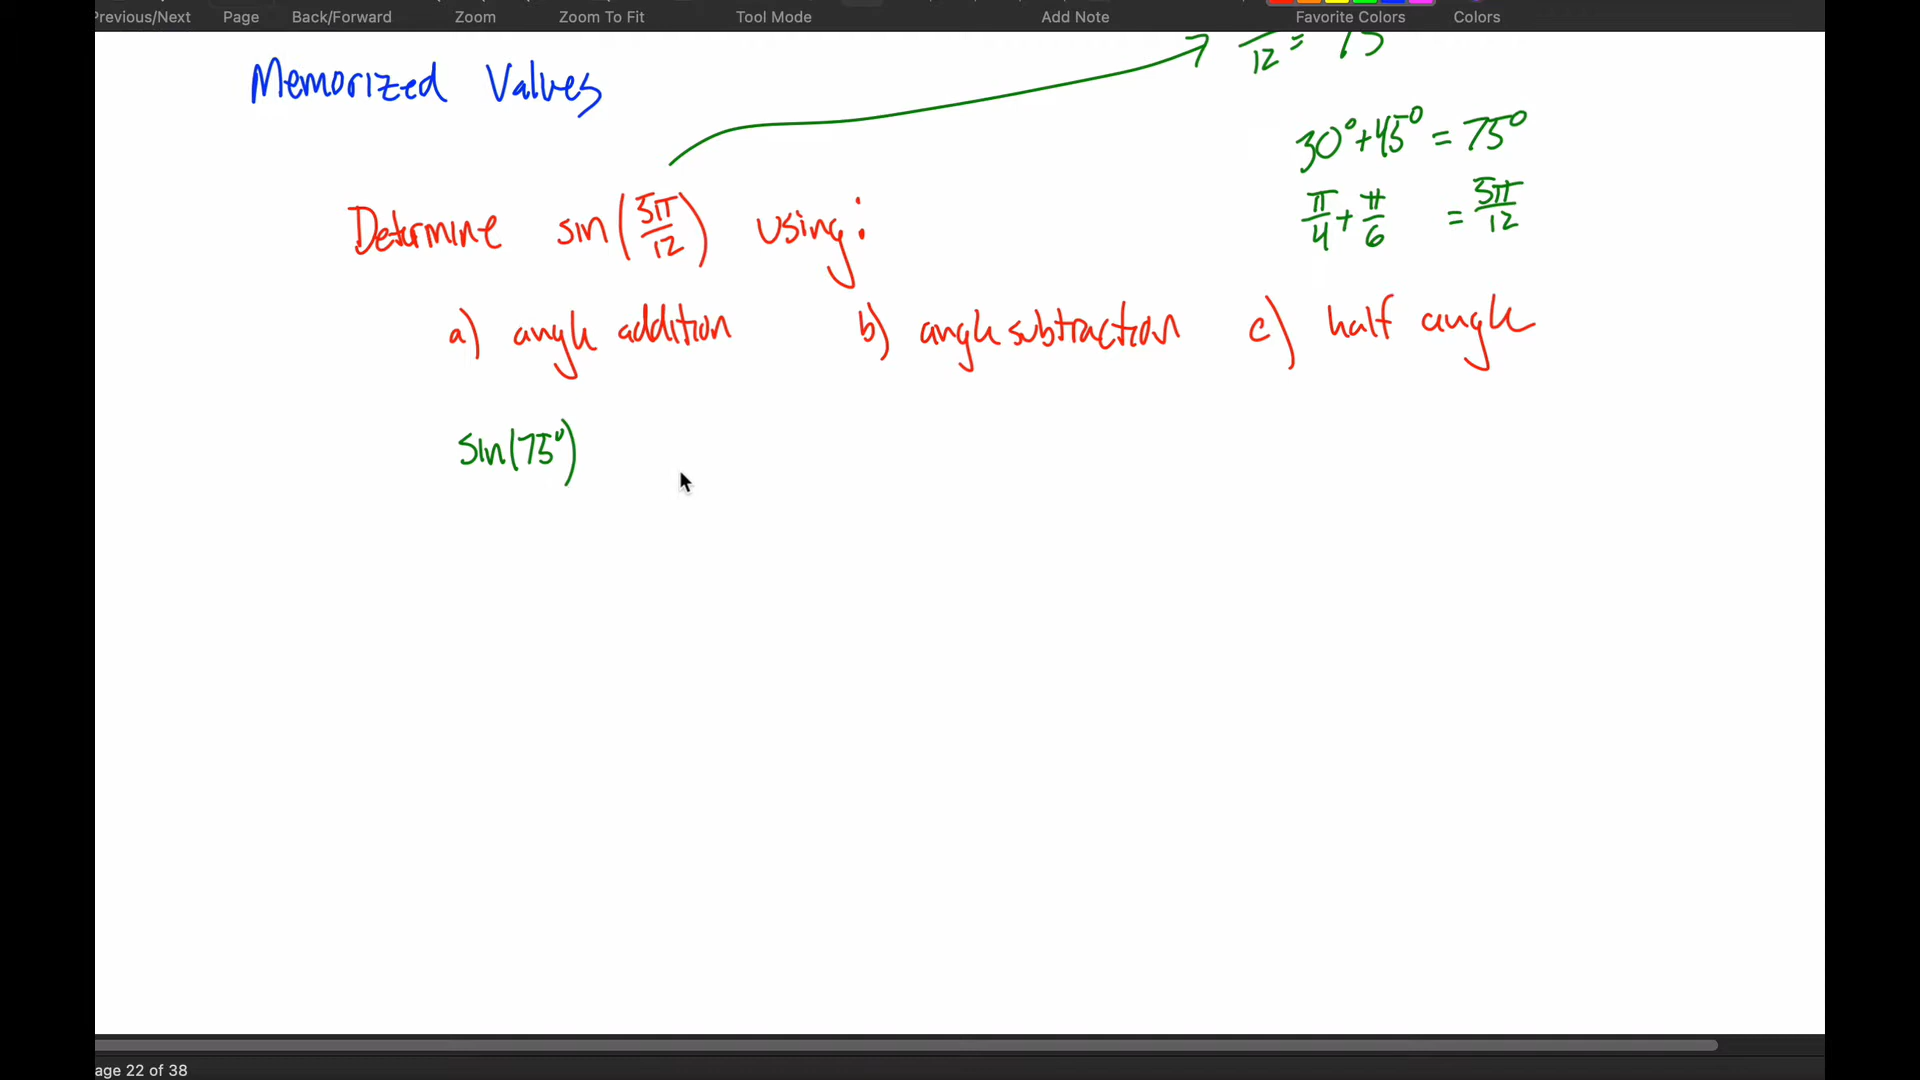 Previous/Next Page Back/Forward Zoom Zoom To Fit Tool Mode Add Note Favorite Colors Colors
12 = 75
Memorized Values
30° + 45° = 75°
π/4 + π/6 = 5π/12
Determine sin(5π/12) using:
a) angle addition b) angle subtraction c) half angle
sin(75°)
age 22 of 38